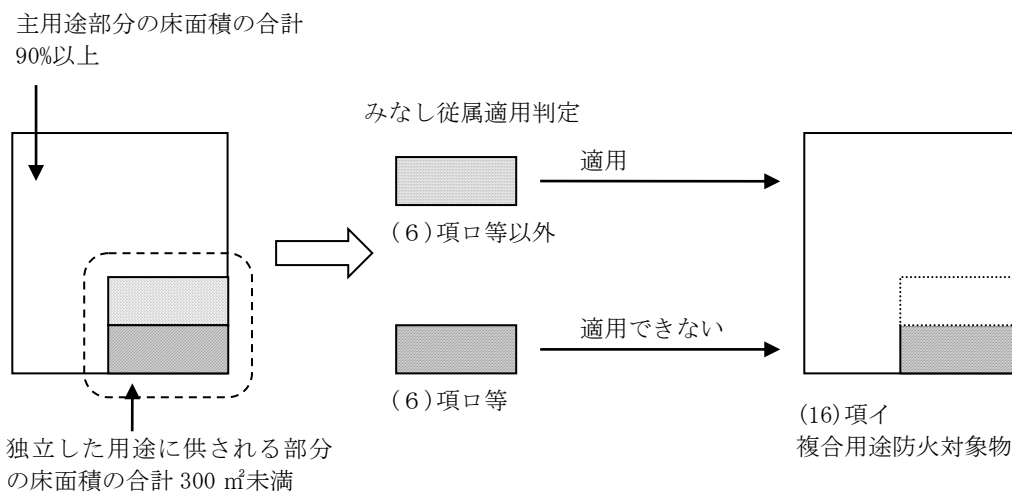 主用途部分の床面積の合計
90%以上
みなし従属適用判定
適用
(6)項ロ等以外
適用できない
(6)項ロ等
独立した用途に供される部分
の床面積の合計 300 ㎡未満
(16)項イ
複合用途防火対象物